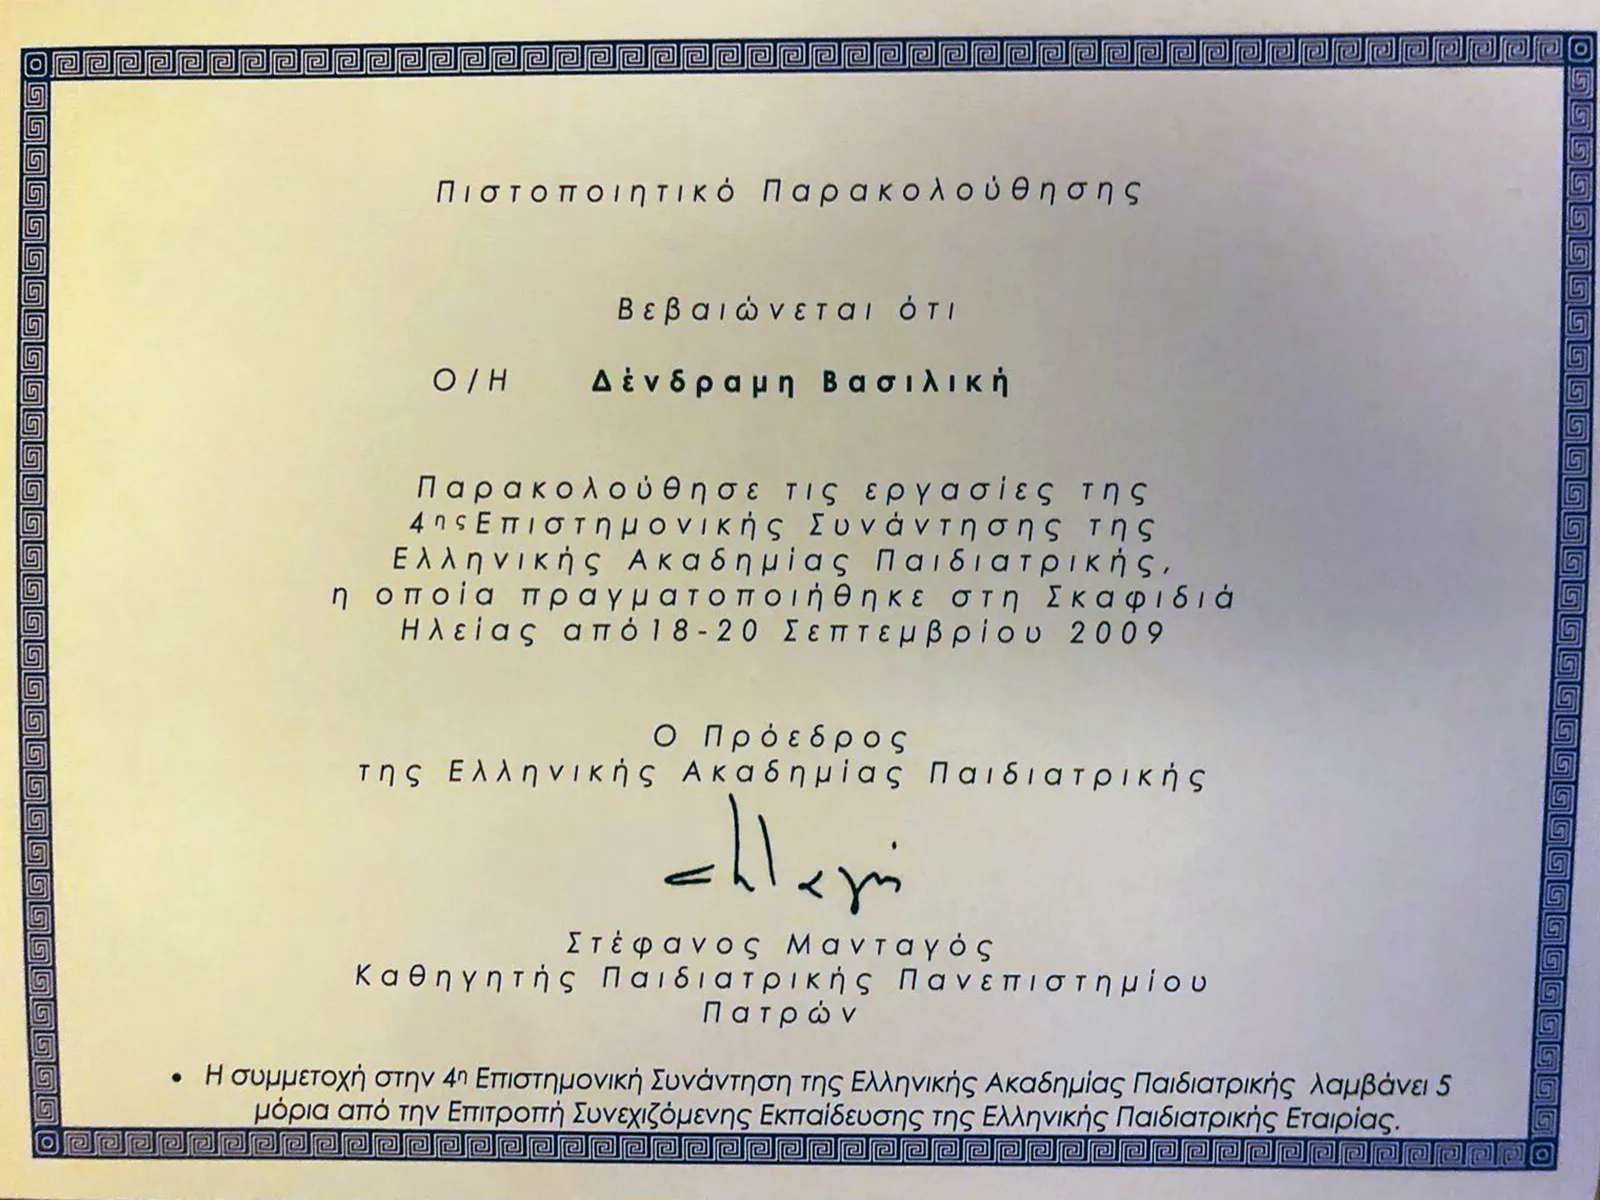 Πιστοποιητικό Παρακολούθησης
Βεβαιώνεται ότι
Ο/Η Δένδραμη Βασιλική
Παρακολούθησε τις εργασίες της
4ης Επιστημονικής Συνάντησης της
Ελληνικής Ακαδημίας Παιδιατρικής,
η οποία πραγματοποιήθηκε στη Σκαφιδιά
Ηλείας από 18-20 Σεπτεμβρίου 2009
Ο Πρόεδρος
της Ελληνικής Ακαδημίας Παιδιατρικής
Στέφανος Μανταγός
Καθηγητής Παιδιατρικής Πανεπιστημίου
Πατρών
• Η συμμετοχή στην 4η Επιστημονική Συνάντηση της Ελληνικής Ακαδημίας Παιδιατρικής λαμβάνει 5
μόρια από την Επιτροπή Συνεχιζόμενης Εκπαίδευσης της Ελληνικής Παιδιατρικής Εταιρίας.